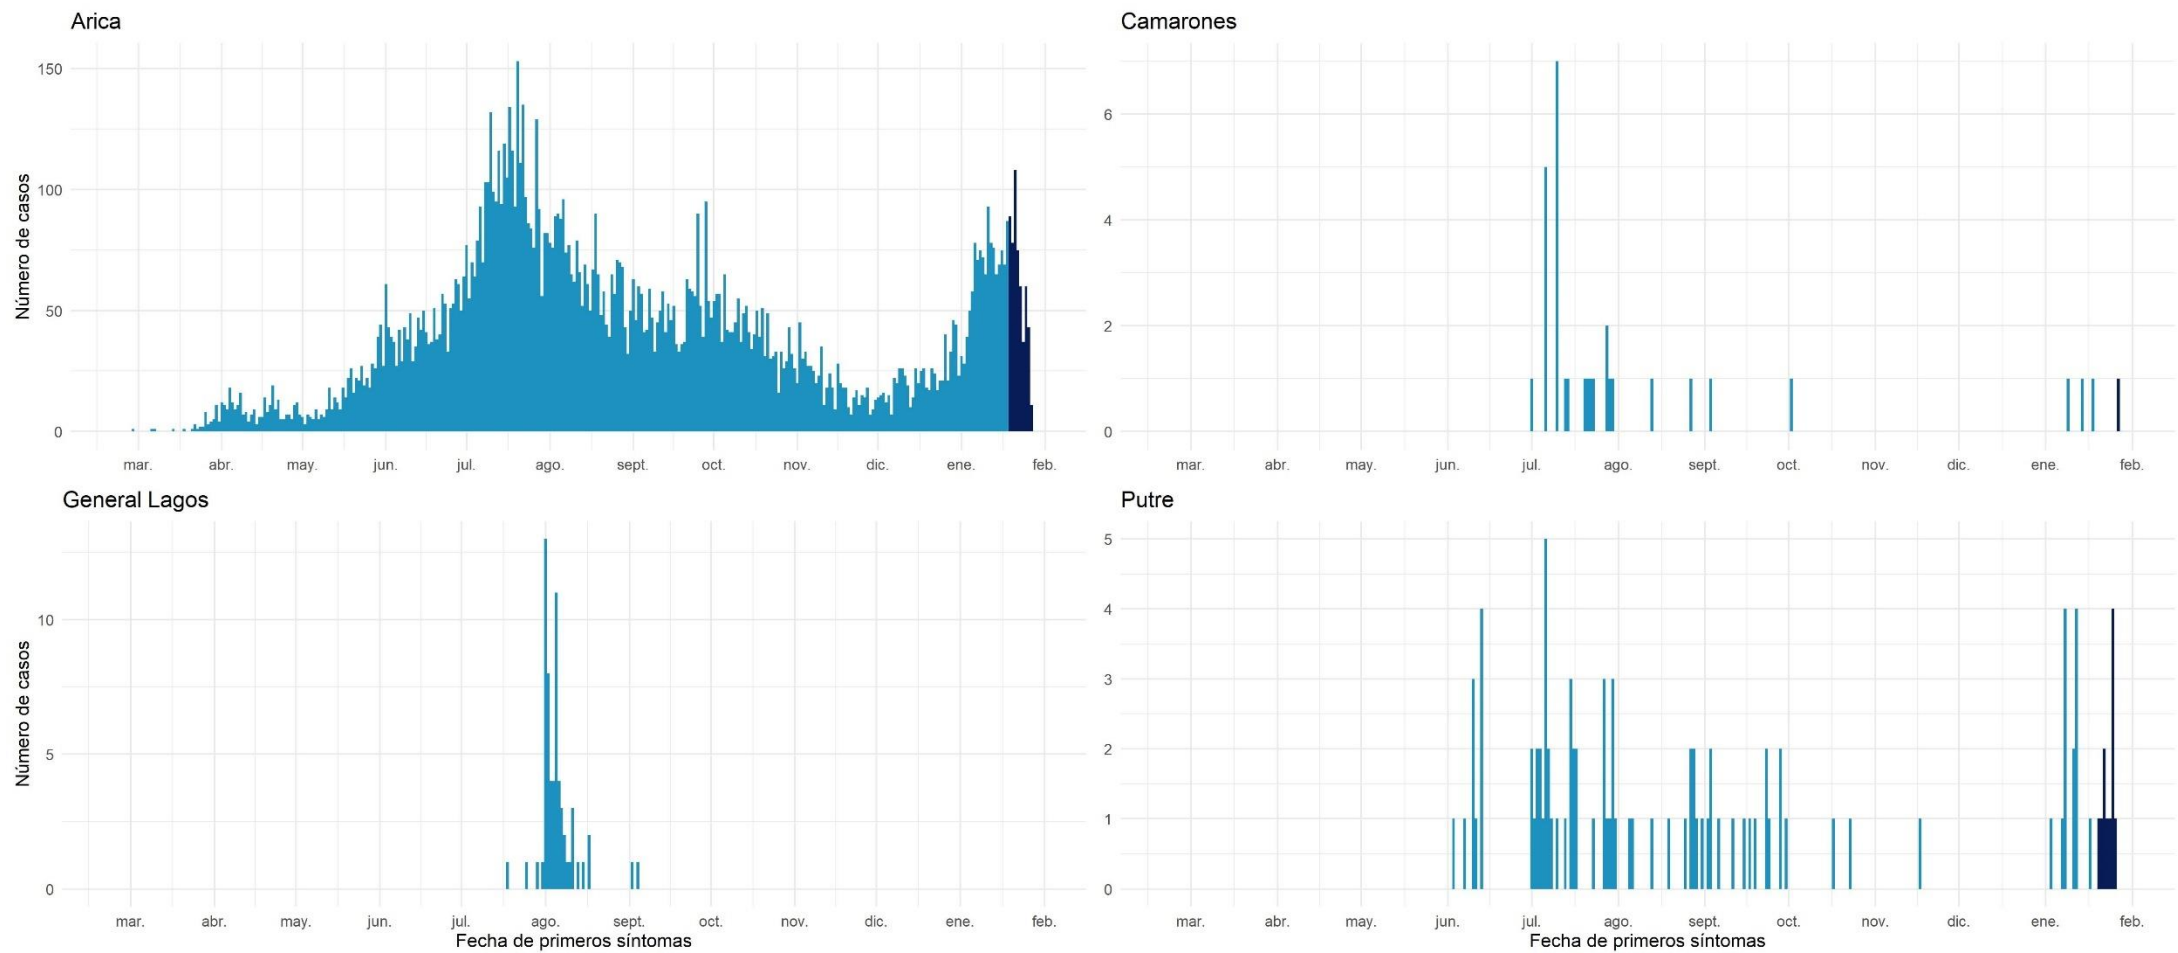 Arica
Número de casos
150
100
50
0
mar. abr. may. jun. jul. ago. sept. oct. nov. dic. ene. feb.
Camarones
6
4
2
0
mar. abr. may. jun. jul. ago. sept. oct. nov. dic. ene. feb.
General Lagos
Número de casos
10
5
0
mar. abr. may. jun. jul. ago. sept. oct. nov. dic. ene. feb.
Fecha de primeros síntomas
Putre
5
4
3
2
1
0
mar. abr. may. jun. jul. ago. sept. oct. nov. dic. ene. feb.
Fecha de primeros síntomas